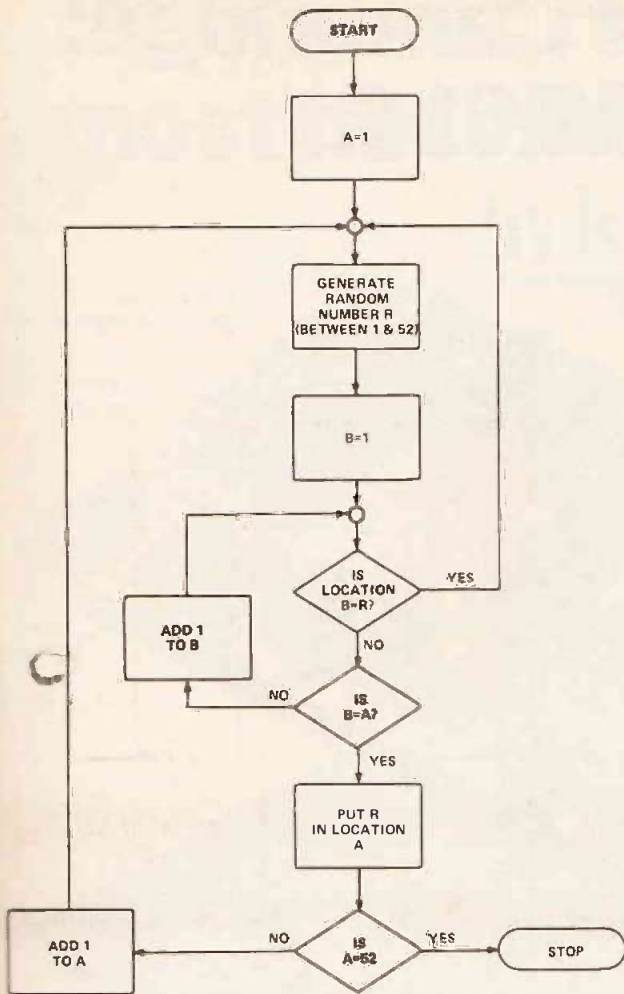 START
A=1
GENERATE
RANDOM
NUMBER R
(BETWEEN 1 & 52)
B=1
IS
LOCATION
B=R?
YES
NO
ADD 1
TO B
IS
B=A?
NO
YES
PUT R
IN LOCATION
A
IS
A=52
NO
YES
ADD 1
TO A
STOP